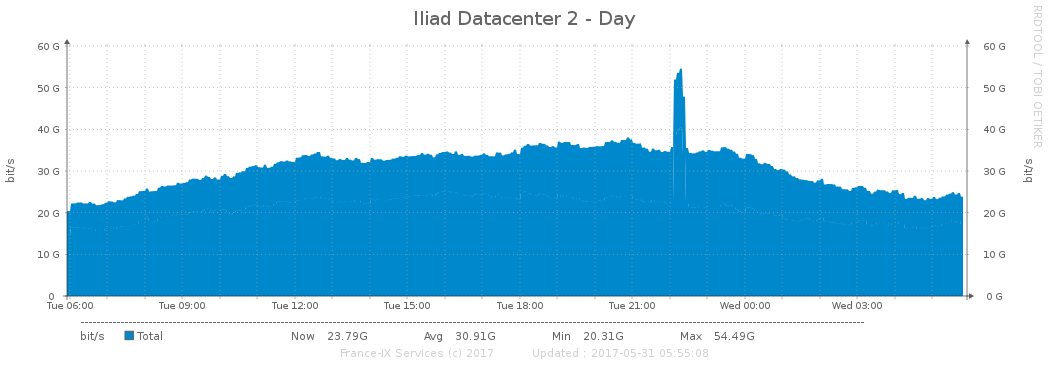 Iliad Datacenter 2 - Day
RRDTOOL / TOBI OETIKER
60 G 60 G
50 G 50 G
40 G 40 G
30 G 30 G
20 G 20 G
10 G 10 G
0 0 G
bit/s bit/s
Tue 06:00 Tue 09:00 Tue 12:00 Tue 15:00 Tue 18:00 Tue 21:00 Wed 00:00 Wed 03:00
bit/s Total Now 23.79G Avg 30.91G Min 20.31G Max 54.49G
France-IX Services (c) 2017 Updated : 2017-05-31 05:55:08